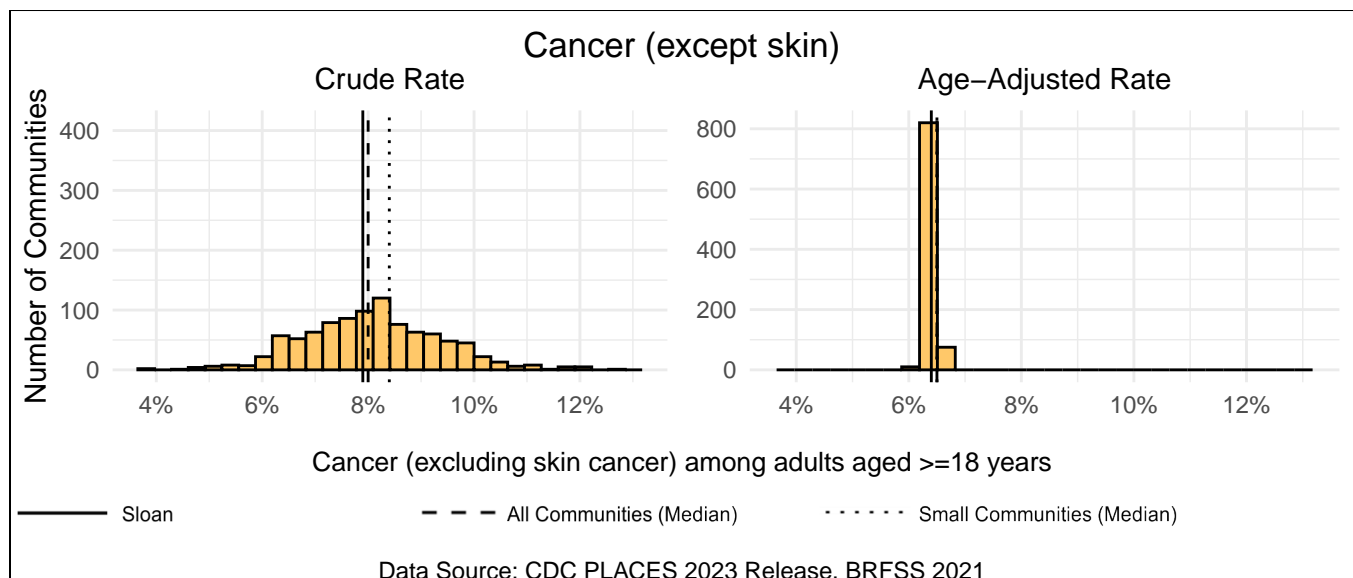 Cancer (except skin)
Crude Rate
Age−Adjusted Rate
Number of Communities
400
300
200
100
0
4%
6%
8%
10%
12%
800
600
400
200
0
4%
6%
8%
10%
12%
Cancer (excluding skin cancer) among adults aged >=18 years
Sloan
All Communities (Median)
Small Communities (Median)
Data Source: CDC PLACES 2023 Release, BRFSS 2021